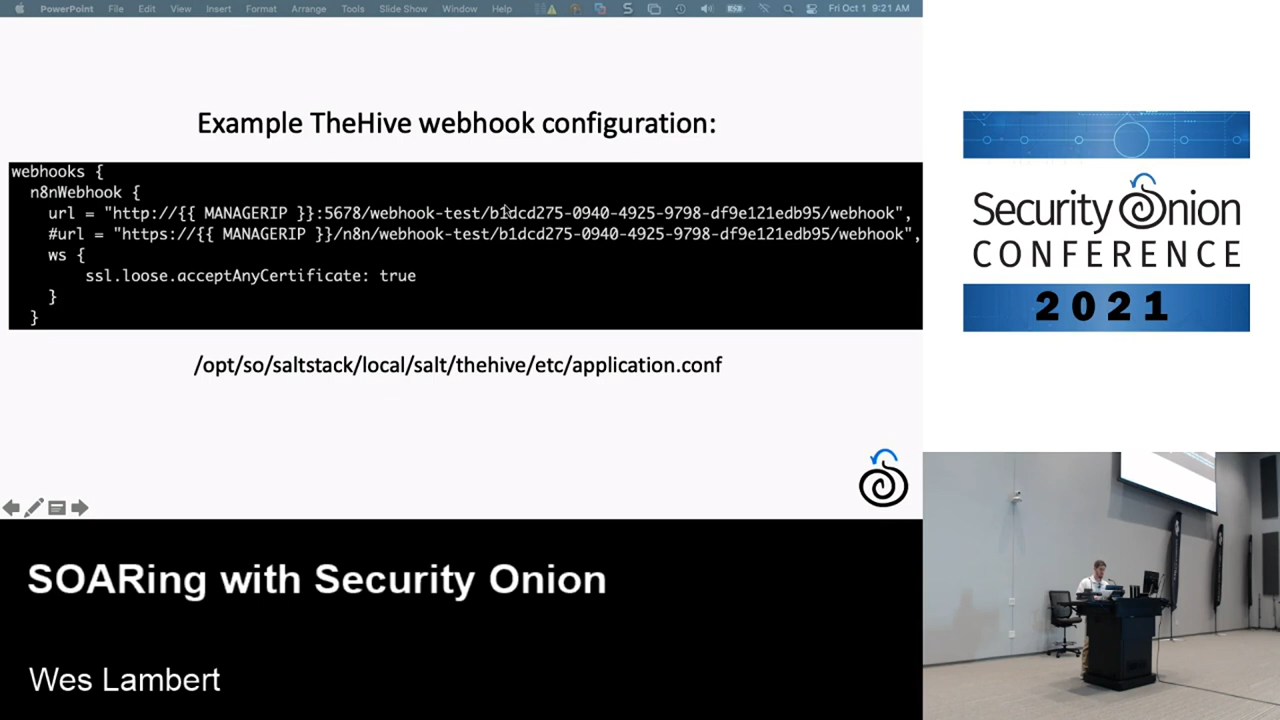 PowerPoint File Edit View Insert Format Arrange Tools Slide Show Window Help Fri Oct 1 9:21 AM
Example TheHive webhook configuration:
webhooks {
n8nWebhook {
url = "http://{{ MANAGERIP }}:5678/webhook-test/b1dcd275-0940-4925-9798-df9e121edb95/webhook",
#url = "https://{{ MANAGERIP }}/n8n/webhook-test/b1dcd275-0940-4925-9798-df9e121edb95/webhook",
ws {
ssl.loose.acceptAnyCertificate: true
}
}
/opt/so/saltstack/local/salt/thehive/etc/application.conf
Security Onion
CONFERENCE
2021
SOARing with Security Onion
Wes Lambert